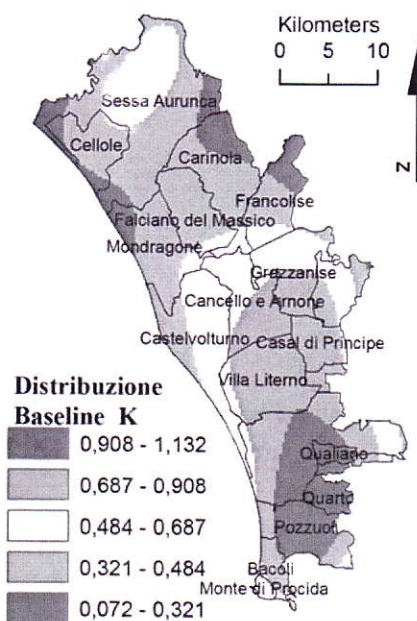 Kilometers
0 5 10
Z
Sessa Aurunca
Cellole
Carinola
Francolise
Falciano del Massico
Mondragone
Grazzanise
Cancello e Arnone
Castelvolturno
Casal di Principe
Villa Literno
Distribuzione
Baseline K
0,908 - 1,132
0,687 - 0,908
0,484 - 0,687
0,321 - 0,484
0,072 - 0,321
Qualiano
Quarto
Pozzuoli
Bacoli
Monte di Procida